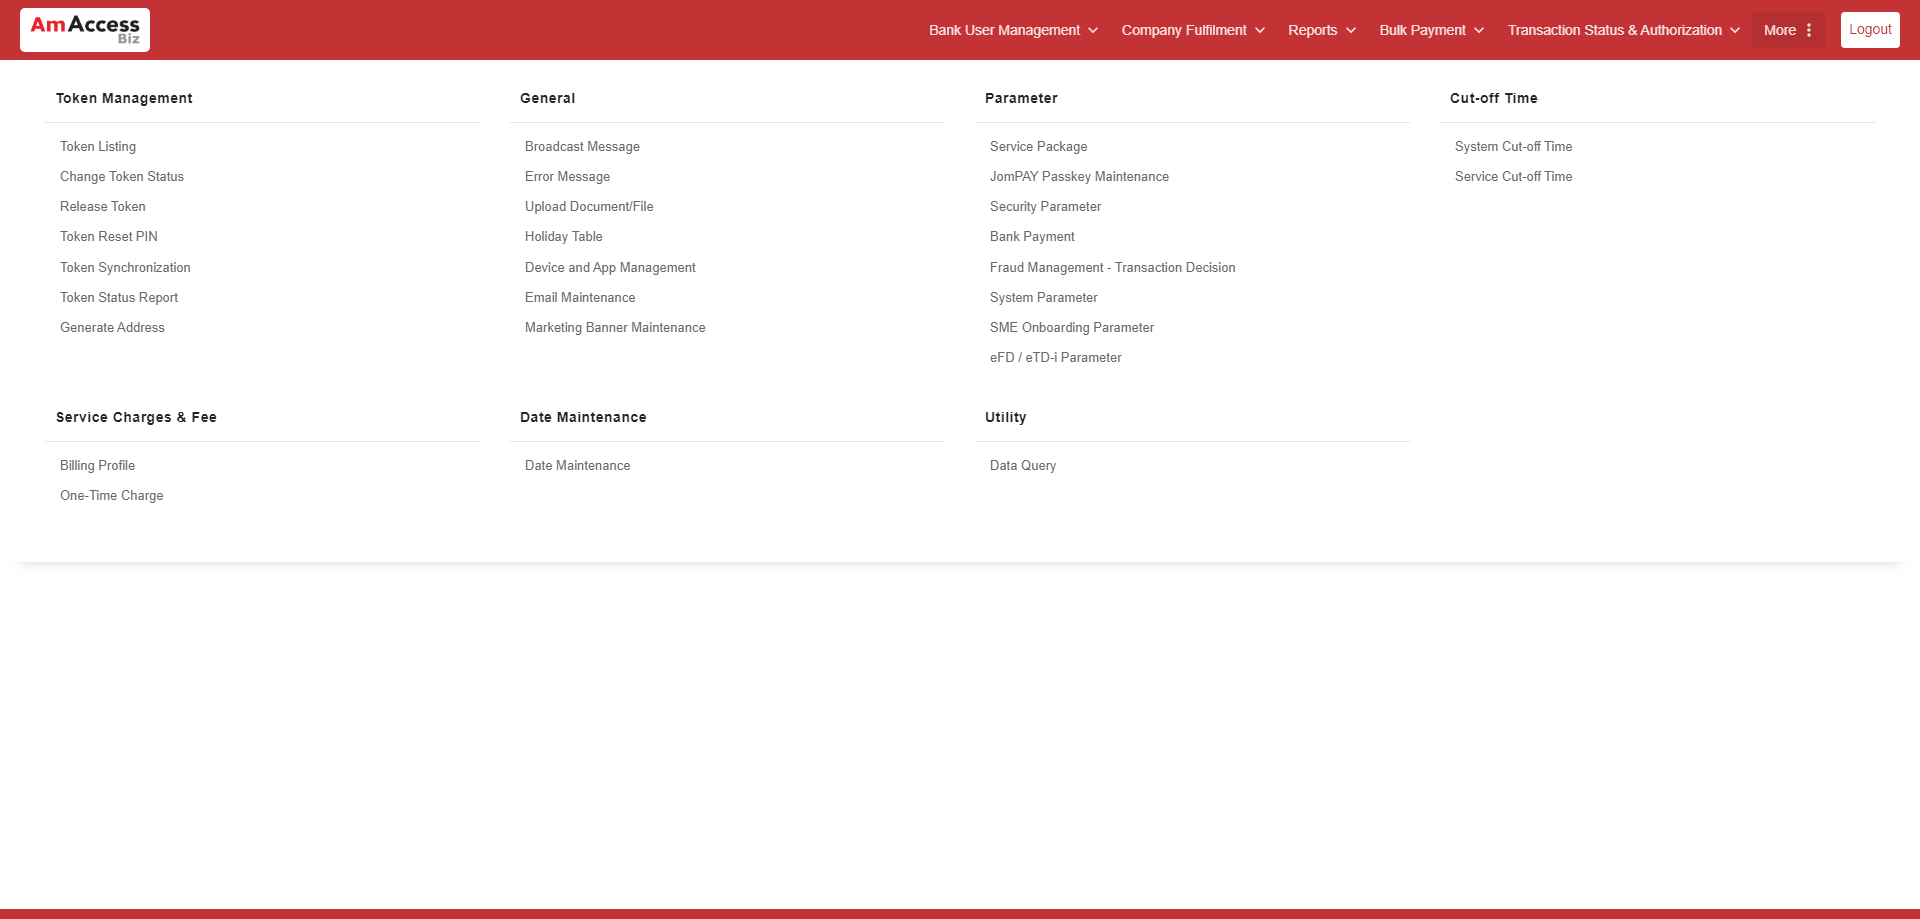 AmAccess
Biz
Bank User Management
Company Fulfilment
Reports
Bulk Payment
Transaction Status & Authorization
More
Logout
Token Management
Token Listing
Change Token Status
Release Token
Token Reset PIN
Token Synchronization
Token Status Report
Generate Address
General
Broadcast Message
Error Message
Upload Document/File
Holiday Table
Device and App Management
Email Maintenance
Marketing Banner Maintenance
Parameter
Service Package
JomPAY Passkey Maintenance
Security Parameter
Bank Payment
Fraud Management - Transaction Decision
System Parameter
SME Onboarding Parameter
eFD / eTD-i Parameter
Cut-off Time
System Cut-off Time
Service Cut-off Time
Service Charges & Fee
Billing Profile
One-Time Charge
Date Maintenance
Date Maintenance
Utility
Data Query